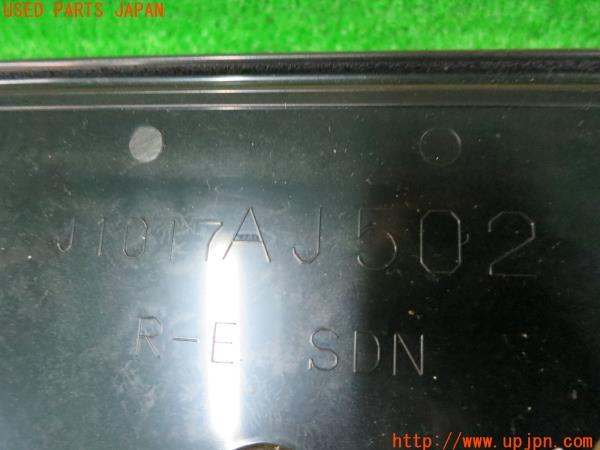 USED PARTS JAPAN
J1017AJ502
R-E SDN
http://www.upjpn.com/